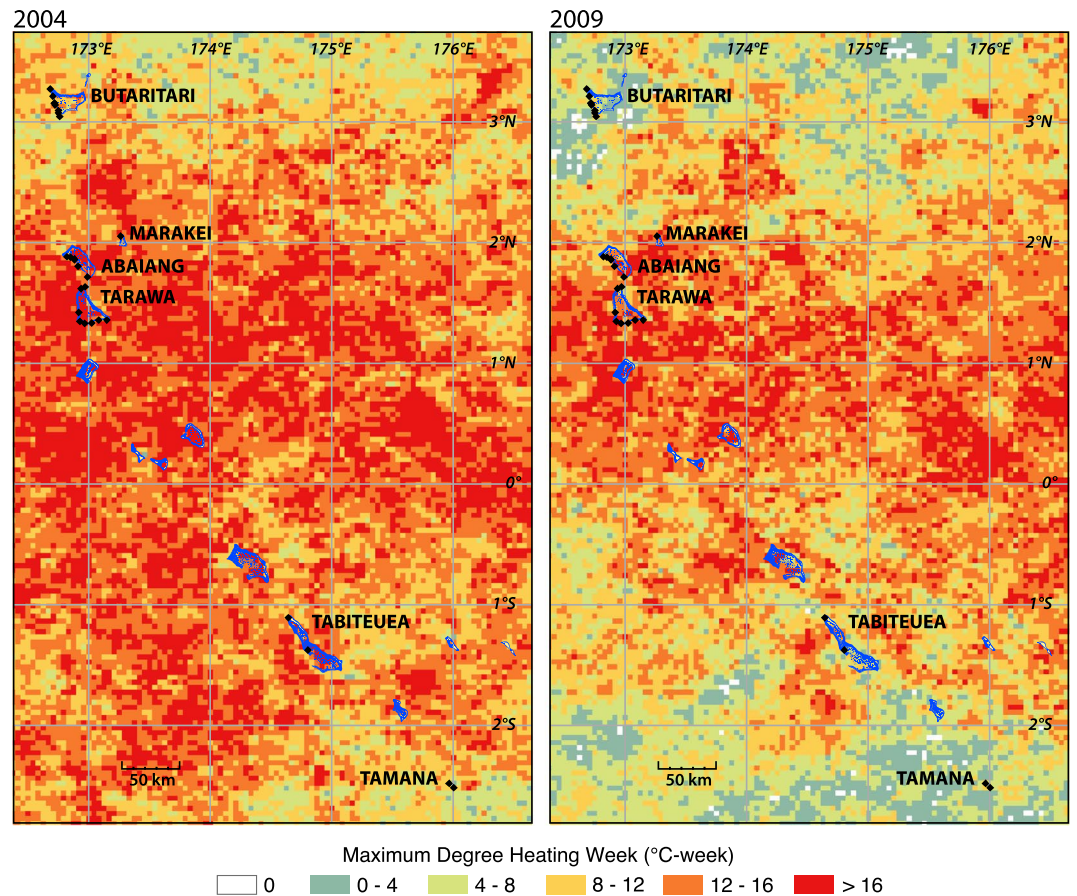 2004
173°E 174°E 175°E 176°E
BUTARITARI
3°N
MARAKEI
2°N
ABAIANG
TARAWA
1°N
0°
1°S
TABITEUEA
2°S
50 km
TAMANA
2009
173°E 174°E 175°E 176°E
BUTARITARI
3°N
MARAKEI
2°N
ABAIANG
TARAWA
1°N
0°
1°S
TABITEUEA
2°S
50 km
TAMANA
Maximum Degree Heating Week (°C-week)
0 0 - 4 4 - 8 8 - 12 12 - 16 > 16